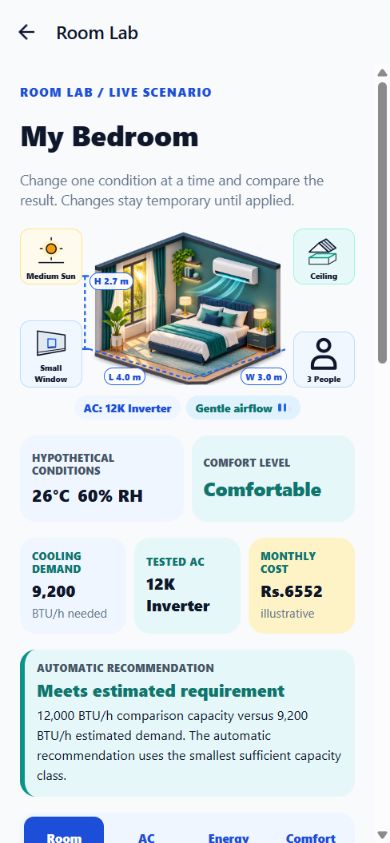 Room Lab
ROOM LAB / LIVE SCENARIO
My Bedroom
Change one condition at a time and compare the
result. Changes stay temporary until applied.
Medium Sun
H 2.7 m
Ceiling
Small
Window
L 4.0 m
W 3.0 m
3 People
AC: 12K Inverter
Gentle airflow
HYPOTHETICAL
CONDITIONS
26°C 60% RH
COMFORT LEVEL
Comfortable
COOLING
DEMAND
9,200
BTU/h needed
TESTED AC
12K
Inverter
MONTHLY
COST
Rs.6552
illustrative
AUTOMATIC RECOMMENDATION
Meets estimated requirement
12,000 BTU/h comparison capacity versus 9,200
BTU/h estimated demand. The automatic
recommendation uses the smallest sufficient capacity
class.
Room
AC
Energy
Comfort